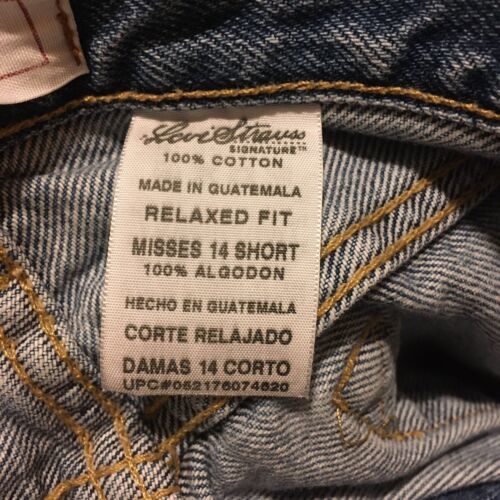 Levi Strauss
SIGNATURE™
100% COTTON
MADE IN GUATEMALA
RELAXED FIT
MISSES 14 SHORT
100% ALGODON
HECHO EN GUATEMALA
CORTE RELAJADO
DAMAS 14 CORTO
UPC#052176074620